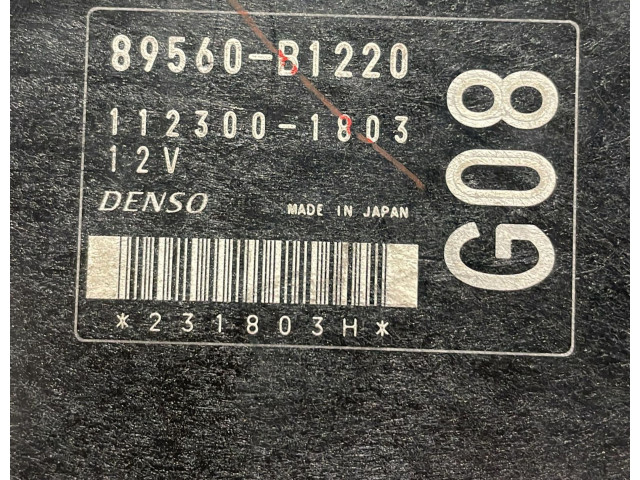 89560-B1220
112300-1803
12V
DENSO MADE IN JAPAN
*231803H*
G08